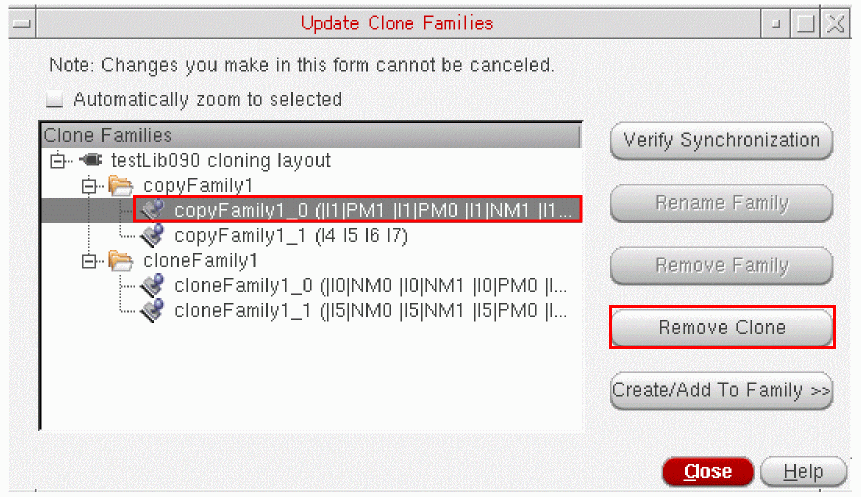 Update Clone Families
Note: Changes you make in this form cannot be canceled.
Automatically zoom to selected
Clone Families
testLib090 cloning layout
copyFamily1
copyFamily1_0 (|I1|PM1 |I1|PM0 |I1|NM1 |I1...
copyFamily1_1 (I4 I5 I6 I7)
cloneFamily1
cloneFamily1_0 (|I0|NM0 |I0|NM1 |I0|PM0 |I...
cloneFamily1_1 (|I5|NM0 |I5|NM1 |I5|PM0 |I...
Verify Synchronization
Rename Family
Remove Family
Remove Clone
Create/Add To Family >>
Close
Help